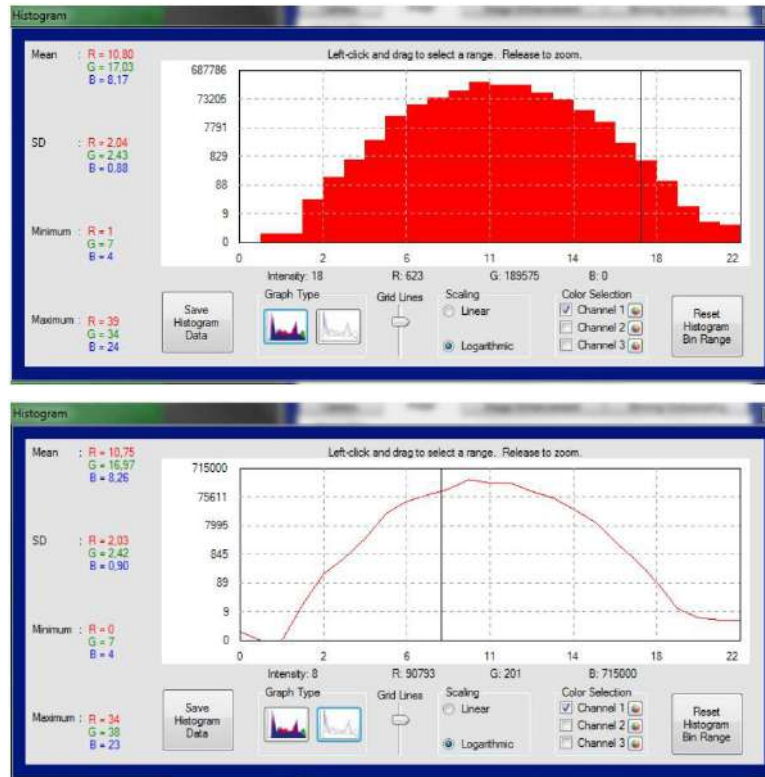 Histogram
Mean : R = 10,80
G = 17,03
B = 8,17
SD : R = 2,04
G = 2,43
B = 0,88
Minimum : R = 1
G = 7
B = 4
Maximum : R = 39
G = 34
B = 24
Left-click and drag to select a range. Release to zoom.
687786
73205
7791
829
88
9
0
0 2 6 11 14 18 22
Intensity: 18 R: 623 G: 189575 B: 0
Save Histogram Data
Graph Type
Grid Lines
Scaling
Linear
Logarithmic
Color Selection
Channel 1
Channel 2
Channel 3
Reset Histogram Bin Range
Histogram
Mean : R = 10,75
G = 16,97
B = 8,26
SD : R = 2,03
G = 2,42
B = 0,90
Minimum : R = 0
G = 7
B = 4
Maximum : R = 34
G = 38
B = 23
Left-click and drag to select a range. Release to zoom.
715000
75611
7995
845
89
9
0
0 2 6 11 14 18 22
Intensity: 8 R: 90793 G: 201 B: 715000
Save Histogram Data
Graph Type
Grid Lines
Scaling
Linear
Logarithmic
Color Selection
Channel 1
Channel 2
Channel 3
Reset Histogram Bin Range